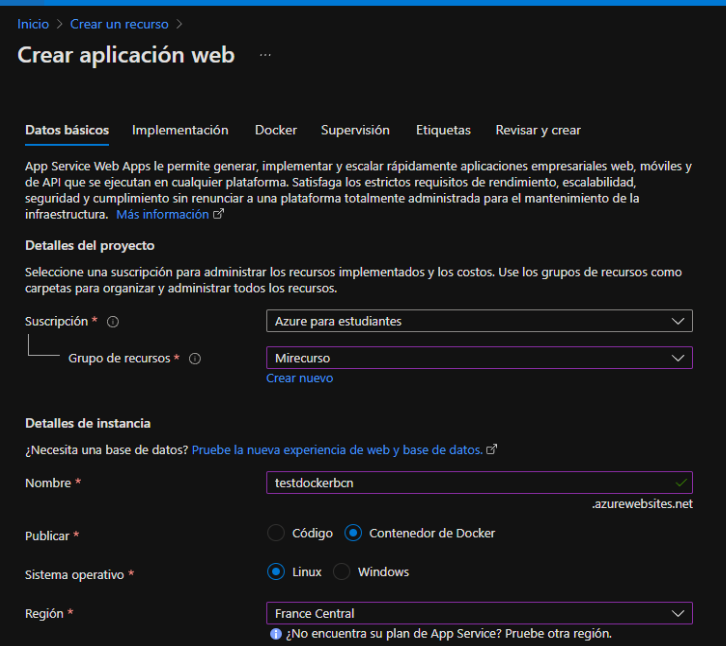 Inicio > Crear un recurso >
Crear aplicación web ...
Datos básicos Implementación Docker Supervisión Etiquetas Revisar y crear
App Service Web Apps le permite generar, implementar y escalar rápidamente aplicaciones empresariales web, móviles y
de API que se ejecutan en cualquier plataforma. Satisfaga los estrictos requisitos de rendimiento, escalabilidad,
seguridad y cumplimiento sin renunciar a una plataforma totalmente administrada para el mantenimiento de la
infraestructura. Más información
Detalles del proyecto
Seleccione una suscripción para administrar los recursos implementados y los costos. Use los grupos de recursos como
carpetas para organizar y administrar todos los recursos.
Suscripción * Azure para estudiantes
Grupo de recursos * Mirecurso
Crear nuevo
Detalles de instancia
¿Necesita una base de datos? Pruebe la nueva experiencia de web y base de datos.
Nombre * testdockerbcn
.azurewebsites.net
Publicar * Código Contenedor de Docker
Sistema operativo * Linux Windows
Región * France Central
¿No encuentra su plan de App Service? Pruebe otra región.